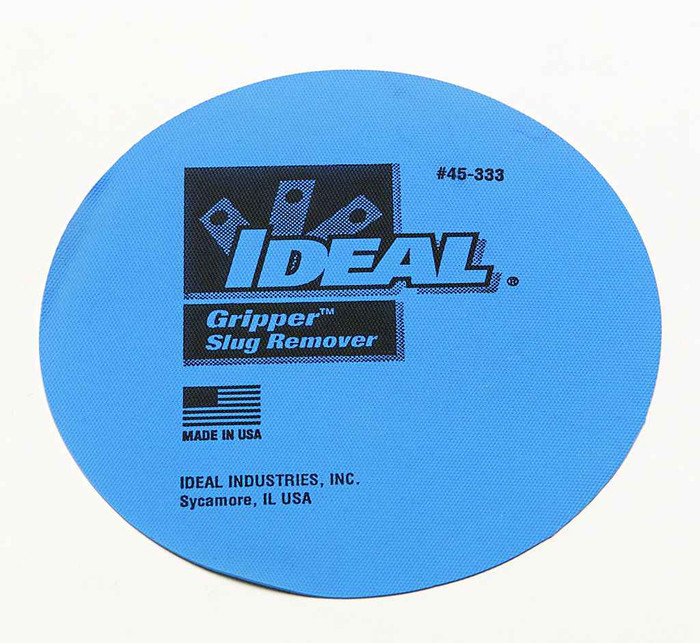 #45-333
IDEAL®
Gripper™
Slug Remover
MADE IN USA
IDEAL INDUSTRIES, INC.
Sycamore, IL USA